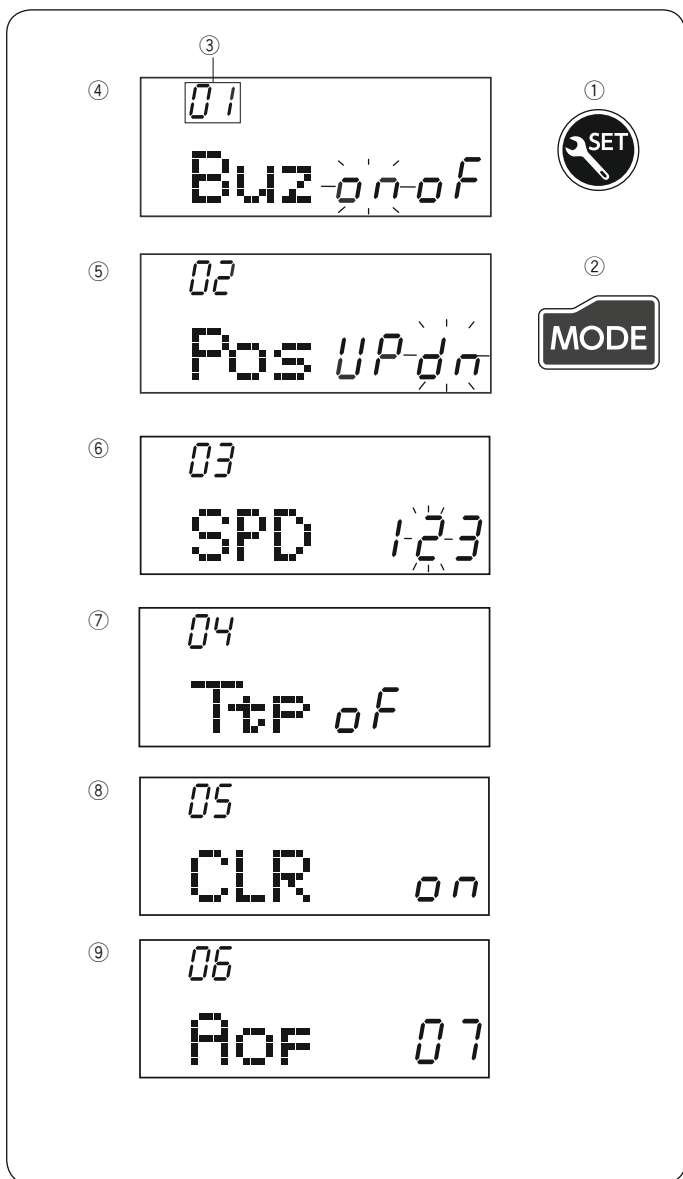 ③
④
01
Buz on oF
①
SET
⑤
02
Pos UP dn
②
MODE
⑥
03
SPD 1 2 3
⑦
04
Ttp oF
⑧
05
CLR on
⑨
06
Aof 07